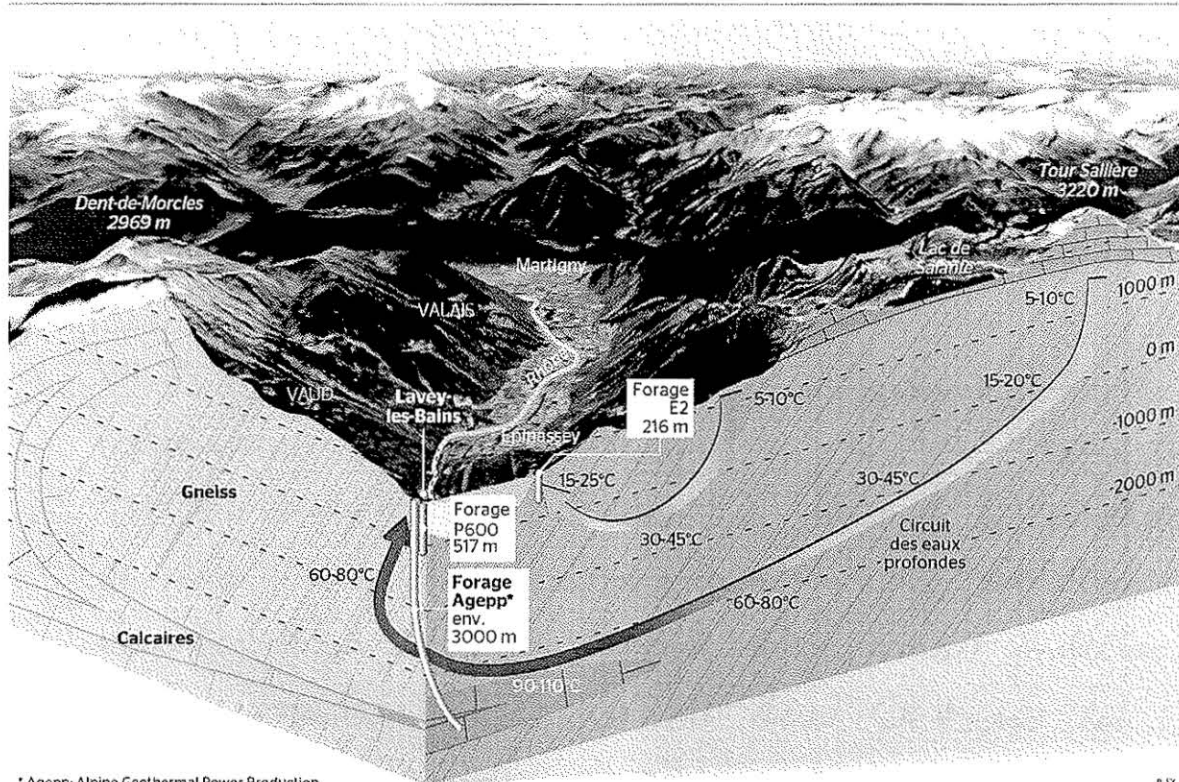 Tour Sallière
3220 m
Dent-de-Morcles
2969 m
Lac de
Salanfe
Martigny
5-10°C
1000 m
VALAIS
Rhône
0 m
VAUD
Lavey-
les-Bains
Forage
E2
216 m
5-10°C
15-20°C
-1000 m
Epinassey
15-25°C
30-45°C
-2000 m
Gneiss
Forage
P600
517 m
30-45°C
Circuit
des eaux
profondes
60-80°C
Forage
Agepp*
env.
3000 m
60-80°C
Calcaires
90-110°C
* Agepp: Alpine Geothermal Power Production